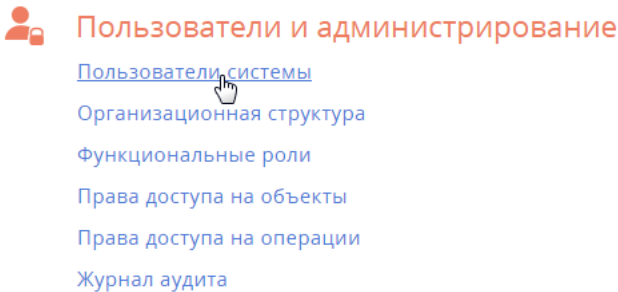 Пользователи и администрирование
Пользователи системы
Организационная структура
Функциональные роли
Права доступа на объекты
Права доступа на операции
Журнал аудита